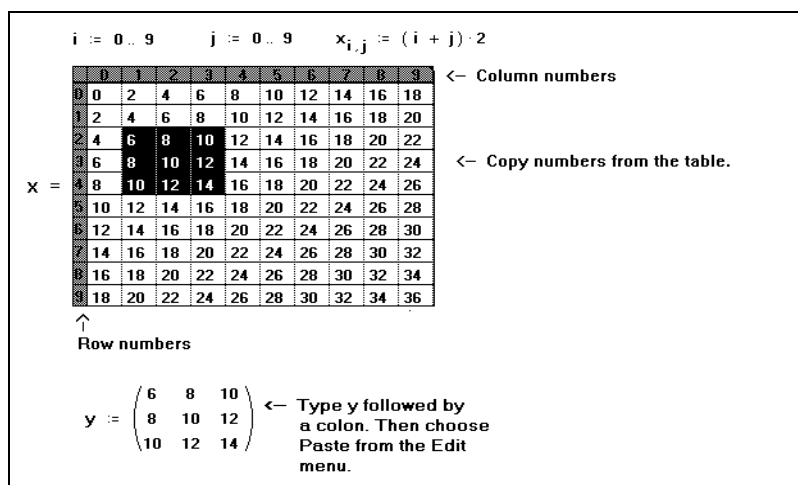 i := 0 .. 9 j := 0 .. 9 x i,j := (i + j)·2
0 1 2 3 4 5 6 7 8 9 <– Column numbers
0 0 2 4 6 8 10 12 14 16 18
1 2 4 6 8 10 12 14 16 18 20
2 4 6 8 10 12 14 16 18 20 22
3 6 8 10 12 14 16 18 20 22 24 <– Copy numbers from the table.
x = 4 8 10 12 14 16 18 20 22 24 26
5 10 12 14 16 18 20 22 24 26 28
6 12 14 16 18 20 22 24 26 28 30
7 14 16 18 20 22 24 26 28 30 32
8 16 18 20 22 24 26 28 30 32 34
9 18 20 22 24 26 28 30 32 34 36
Row numbers
6 8 10
y := 8 10 12
10 12 14
<– Type y followed by
a colon. Then choose
Paste from the Edit
menu.